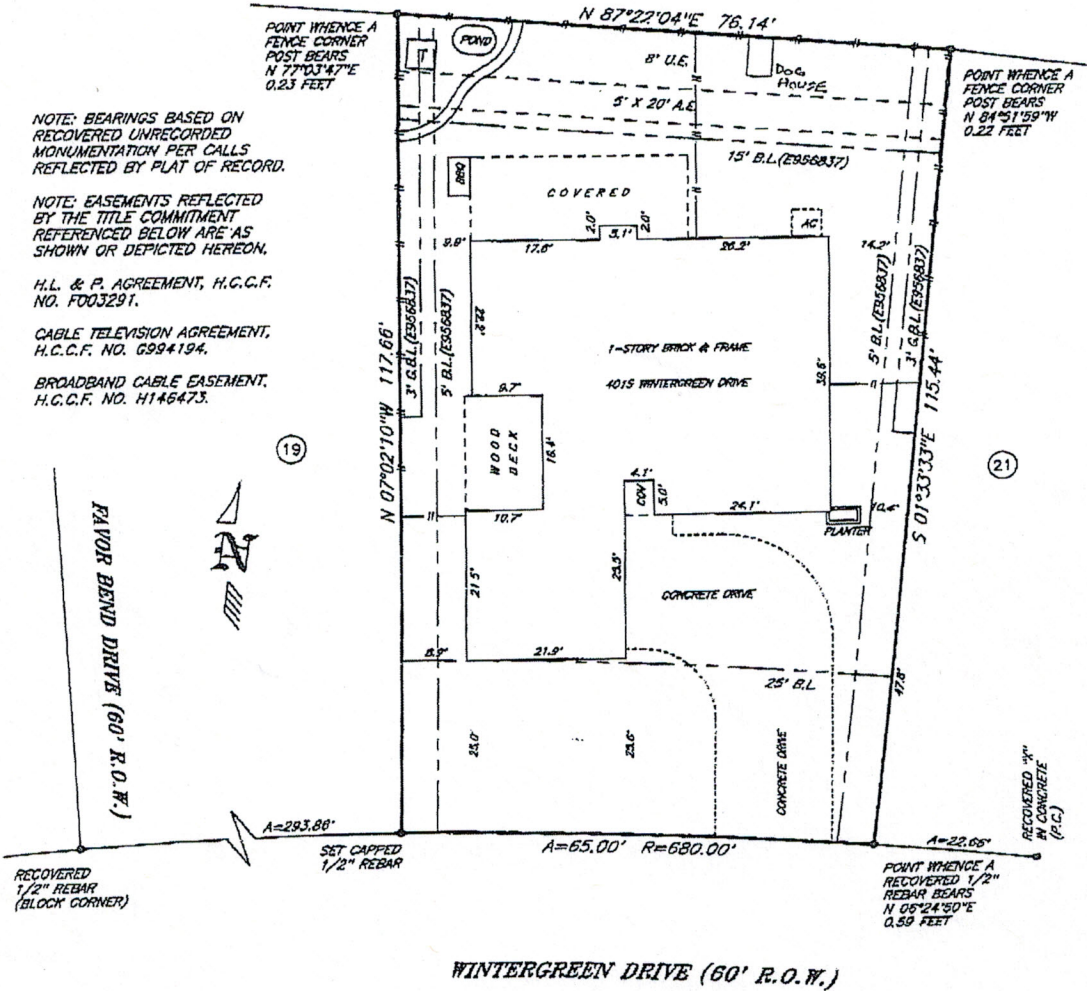 N 87°22'04"E 76.14'
POINT WHENCE A
FENCE CORNER
POST BEARS
N 77°03'47"E
0.23 FEET
T
POND
8' U.E.
DOG
HOUSE
5' X 20' A.E.
15' B.L.(E956837)
POINT WHENCE A
FENCE CORNER
POST BEARS
N 84°51'59"W
0.22 FEET
NOTE: BEARINGS BASED ON
RECOVERED UNRECORDED
MONUMENTATION PER CALLS
REFLECTED BY PLAT OF RECORD.
NOTE: EASEMENTS REFLECTED
BY THE TITLE COMMITMENT
REFERENCED BELOW ARE AS
SHOWN OR DEPICTED HEREON.
H.L. & P. AGREEMENT, H.C.C.F.
NO. F003291.
CABLE TELEVISION AGREEMENT,
H.C.C.F. NO. G994194.
BROADBAND CABLE EASEMENT,
H.C.C.F. NO. H146473.
BBQ
COVERED
AC
9.9'
17.6'
2.0'
5.1'
2.0'
26.2'
14.2'
3' G.B.L.(E956837)
5' B.L.(E956837)
5' B.L.(E956837)
3' G.B.L.(E956837)
N 07°02'10"W 117.66'
S 01°33'33"E 115.44'
1-STORY BRICK & FRAME
4015 WINTERGREEN DRIVE
9.7'
WOOD
DECK
16.4'
10.7'
4.1'
COV
5.0'
24.1'
10.4'
PLANTER
19
21
N
FAVOR BEND DRIVE (60' R.O.W.)
21.5'
CONCRETE DRIVE
21.9'
25' B.L.
47.8'
25.0'
CONCRETE DRIVE
A=293.86'
A=65.00' R=680.00'
A=22.66'
RECOVERED "X"
IN CONCRETE
(P.C.)
SET CAPPED
1/2" REBAR
RECOVERED
1/2" REBAR
(BLOCK CORNER)
POINT WHENCE A
RECOVERED 1/2"
REBAR BEARS
N 05°24'50"E
0.59 FEET
WINTERGREEN DRIVE (60' R.O.W.)